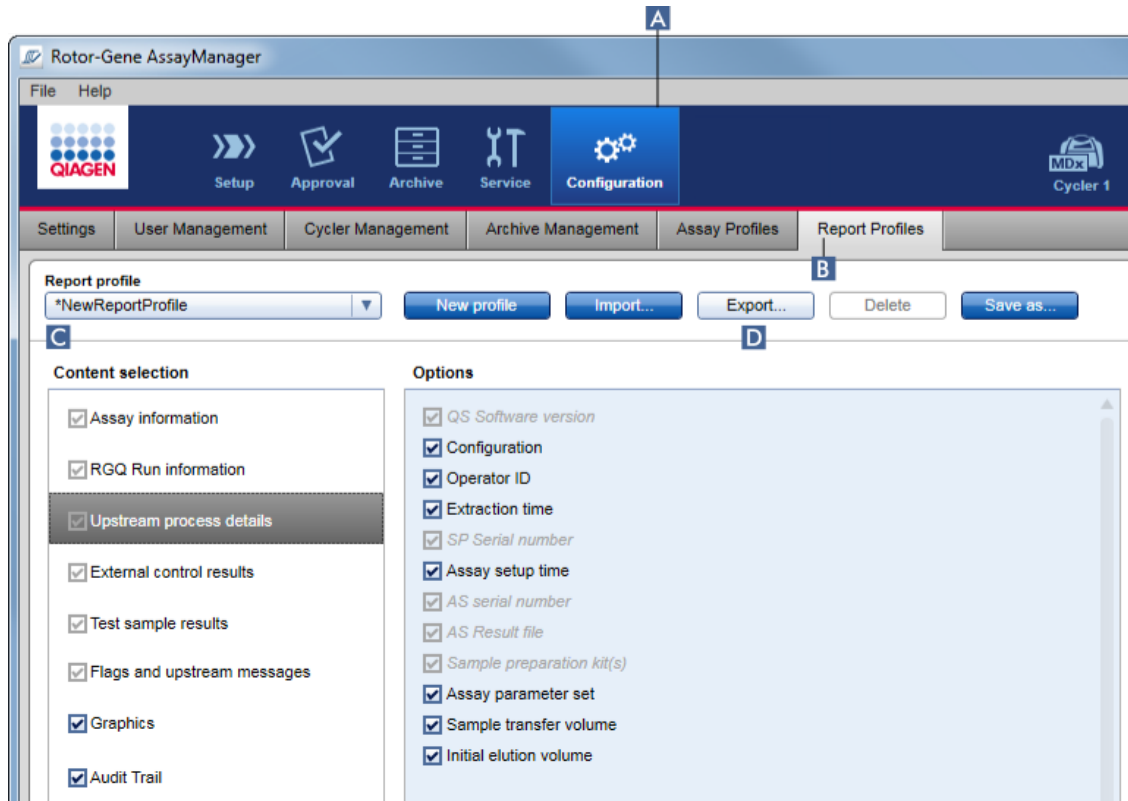 A
Rotor-Gene AssayManager
File Help
QIAGEN
Setup Approval Archive Service Configuration
MDx
Cycler 1
Settings User Management Cycler Management Archive Management Assay Profiles Report Profiles
B
Report profile
*NewReportProfile New profile Import... Export... Delete Save as...
C D
Content selection
Assay information
RGQ Run information
Upstream process details
External control results
Test sample results
Flags and upstream messages
Graphics
Audit Trail
Options
QS Software version
Configuration
Operator ID
Extraction time
SP Serial number
Assay setup time
AS serial number
AS Result file
Sample preparation kit(s)
Assay parameter set
Sample transfer volume
Initial elution volume